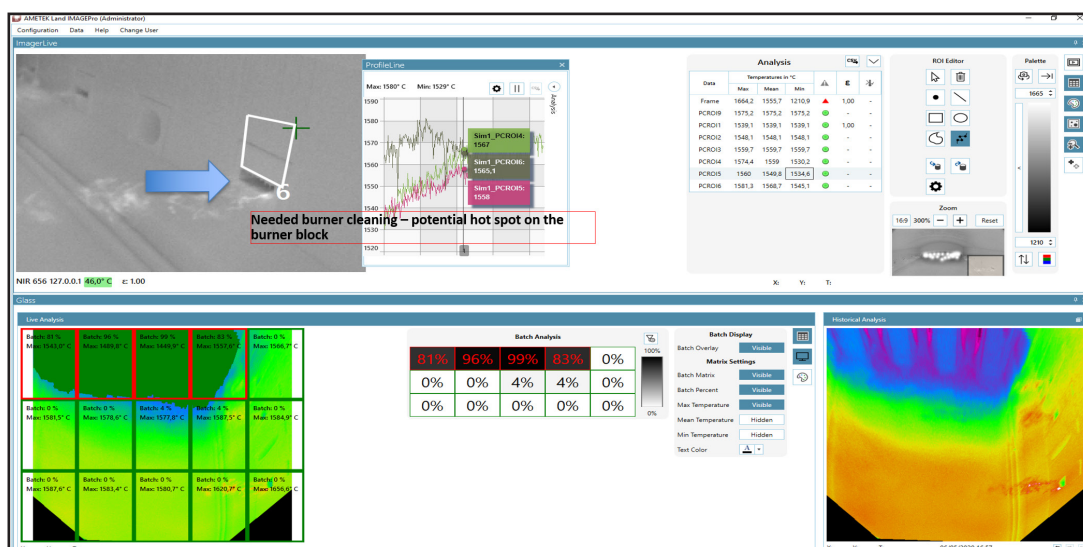 AMETEK Land IMAGEPro (Administrator)
Configuration Data Help Change User
ImagerLive
ProfileLine
Max: 1580° C Min: 1529° C
Analysis
1590
1580
1570
1560
1550
1540
1530
1520
Sim1_PCROI4:
1567
Sim1_PCROI6:
1565,1
Sim1_PCROI5:
1558
6
Needed burner cleaning – potential hot spot on the
burner block
NIR 656 127.0.0.1 46,0° C ε: 1.00
Analysis
Data Temperatures in °C E
Max Mean Min
Frame 1664,2 1555,7 1210,9 1,00 -
PCROI9 1575,2 1575,2 1575,2 - -
PCROI1 1539,1 1539,1 1539,1 1,00 -
PCROI2 1548,1 1548,1 1548,1 - -
PCROI3 1559,7 1559,7 1559,7 - -
PCROI4 1574,4 1559 1530,2 - -
PCROI5 1560 1549,8 1534,6 - -
PCROI6 1581,3 1568,7 1545,1 - -
X: Y: T:
ROI Editor
Zoom
16:9 300% − + Reset
Palette
1665
1210
Glass
Live Analysis
Batch: 81 % Batch: 96 % Batch: 99 % Batch: 83 % Batch: 0 %
Max: 1543,0° C Max: 1489,8° C Max: 1449,9° C Max: 1557,6° C Max: 1566,7° C
Batch: 0 % Batch: 0 % Batch: 4 % Batch: 4 % Batch: 0 %
Max: 1581,5° C Max: 1578,6° C Max: 1577,8° C Max: 1587,5° C Max: 1584,9° C
Batch: 0 % Batch: 0 % Batch: 0 % Batch: 0 % Batch: 0 %
Max: 1587,6° C Max: 1583,4° C Max: 1580,7° C Max: 1620,7° C Max: 1656,6° C
Batch Analysis
81% 96% 99% 83% 0%
0% 0% 4% 4% 0%
0% 0% 0% 0% 0%
100%
0%
Batch Display
Batch Overlay Visible
Matrix Settings
Batch Matrix Visible
Batch Percent Visible
Max Temperature Visible
Mean Temperature Hidden
Min Temperature Hidden
Text Color A
Historical Analysis